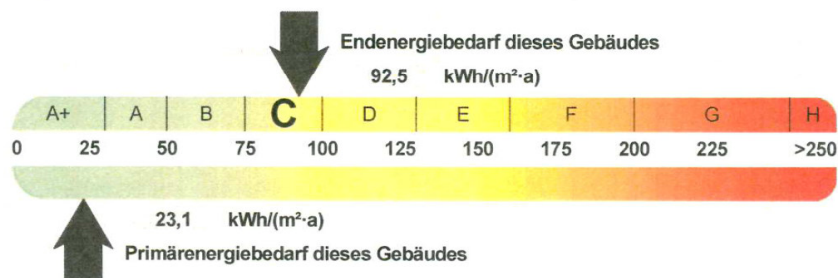 Endenergiebedarf dieses Gebäudes
92,5 kWh/(m²·a)
A+ A B C D E F G H
0 25 50 75 100 125 150 175 200 225 >250
23,1 kWh/(m²·a)
Primärenergiebedarf dieses Gebäudes